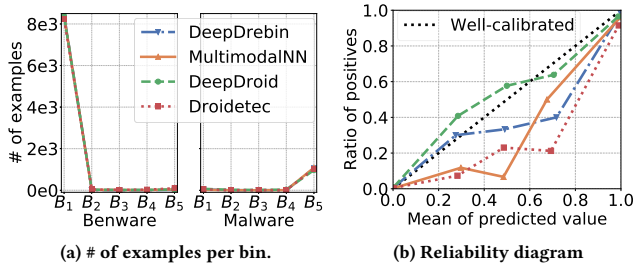 8e3
6e3
4e3
2e3
0e0
# of examples
DeepDrebin
MultimodalNN
DeepDroid
Droidetec
B1 B2 B3 B4 B5
B1 B2 B3 B4 B5
Benware
Malware
(a) # of examples per bin.
1.0
0.8
0.6
0.4
0.2
0.0
Ratio of positives
Well-calibrated
0.0 0.2 0.4 0.6 0.8 1.0
Mean of predicted value
(b) Reliability diagram